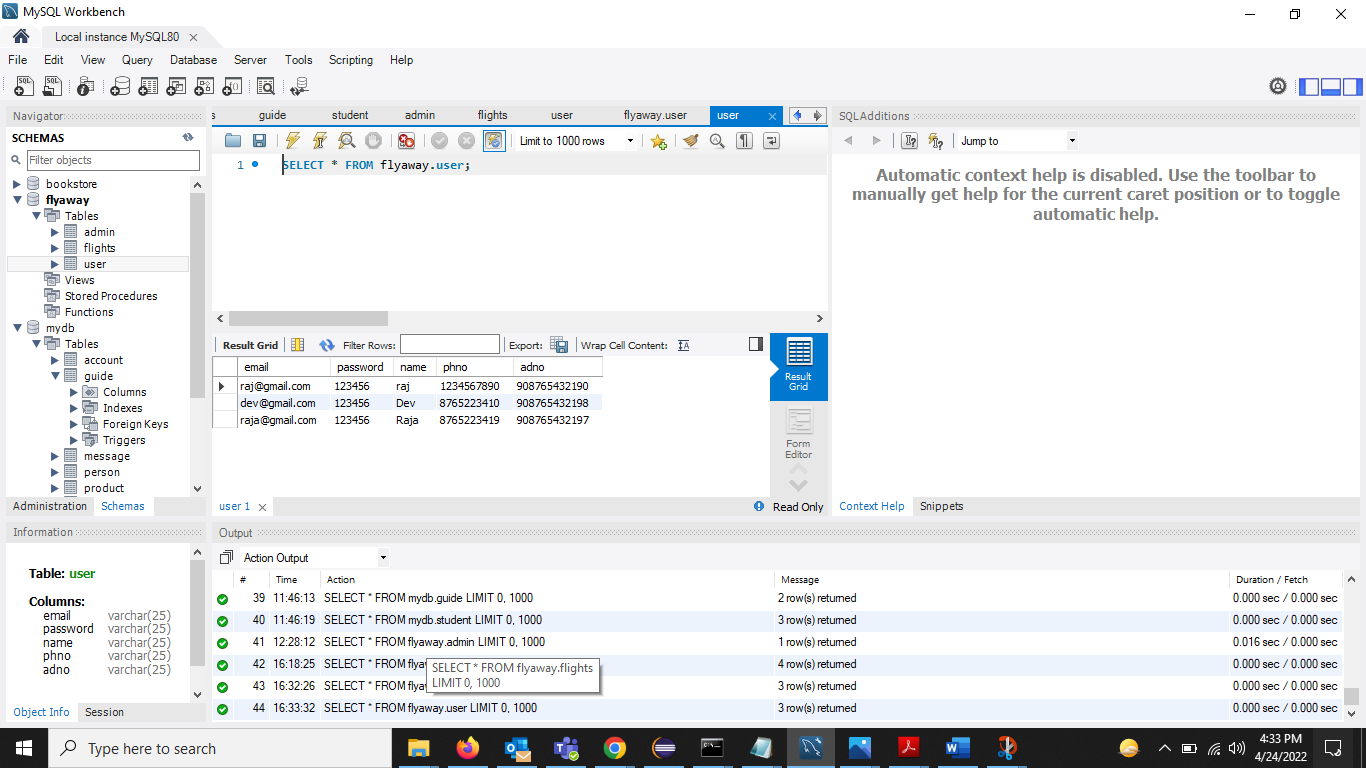 MySQL Workbench
Local instance MySQL80
File Edit View Query Database Server Tools Scripting Help
Navigator
SCHEMAS
Filter objects
bookstore
flyaway
Tables
admin
flights
user
Views
Stored Procedures
Functions
mydb
Tables
account
guide
Columns
Indexes
Foreign Keys
Triggers
message
person
product
Administration Schemas
Information
Table: user
Columns:
email varchar(25)
password varchar(25)
name varchar(25)
phno varchar(25)
adno varchar(25)
Object Info Session
s guide student admin flights user flyaway.user user
Limit to 1000 rows
1 SELECT * FROM flyaway.user;
Result Grid Filter Rows: Export: Wrap Cell Content:
email password name phno adno
raj@gmail.com 123456 raj 1234567890 908765432190
dev@gmail.com 123456 Dev 8765223410 908765432198
raja@gmail.com 123456 Raja 8765223419 908765432197
Result
Grid
Form
Editor
user 1
Read Only
SQLAdditions
Jump to
Automatic context help is disabled. Use the toolbar to
manually get help for the current caret position or to toggle
automatic help.
Context Help Snippets
Output
Action Output
# Time Action Message Duration / Fetch
39 11:46:13 SELECT * FROM mydb.guide LIMIT 0, 1000 2 row(s) returned 0.000 sec / 0.000 sec
40 11:46:19 SELECT * FROM mydb.student LIMIT 0, 1000 3 row(s) returned 0.000 sec / 0.000 sec
41 12:28:12 SELECT * FROM flyaway.admin LIMIT 0, 1000 1 row(s) returned 0.016 sec / 0.000 sec
42 16:18:25 SELECT * FROM flya 4 row(s) returned 0.000 sec / 0.000 sec
43 16:32:26 SELECT * FROM flya 3 row(s) returned 0.000 sec / 0.000 sec
44 16:33:32 SELECT * FROM flyaway.user LIMIT 0, 1000 3 row(s) returned 0.000 sec / 0.000 sec
SELECT * FROM flyaway.flights
LIMIT 0, 1000
Type here to search
4:33 PM
4/24/2022